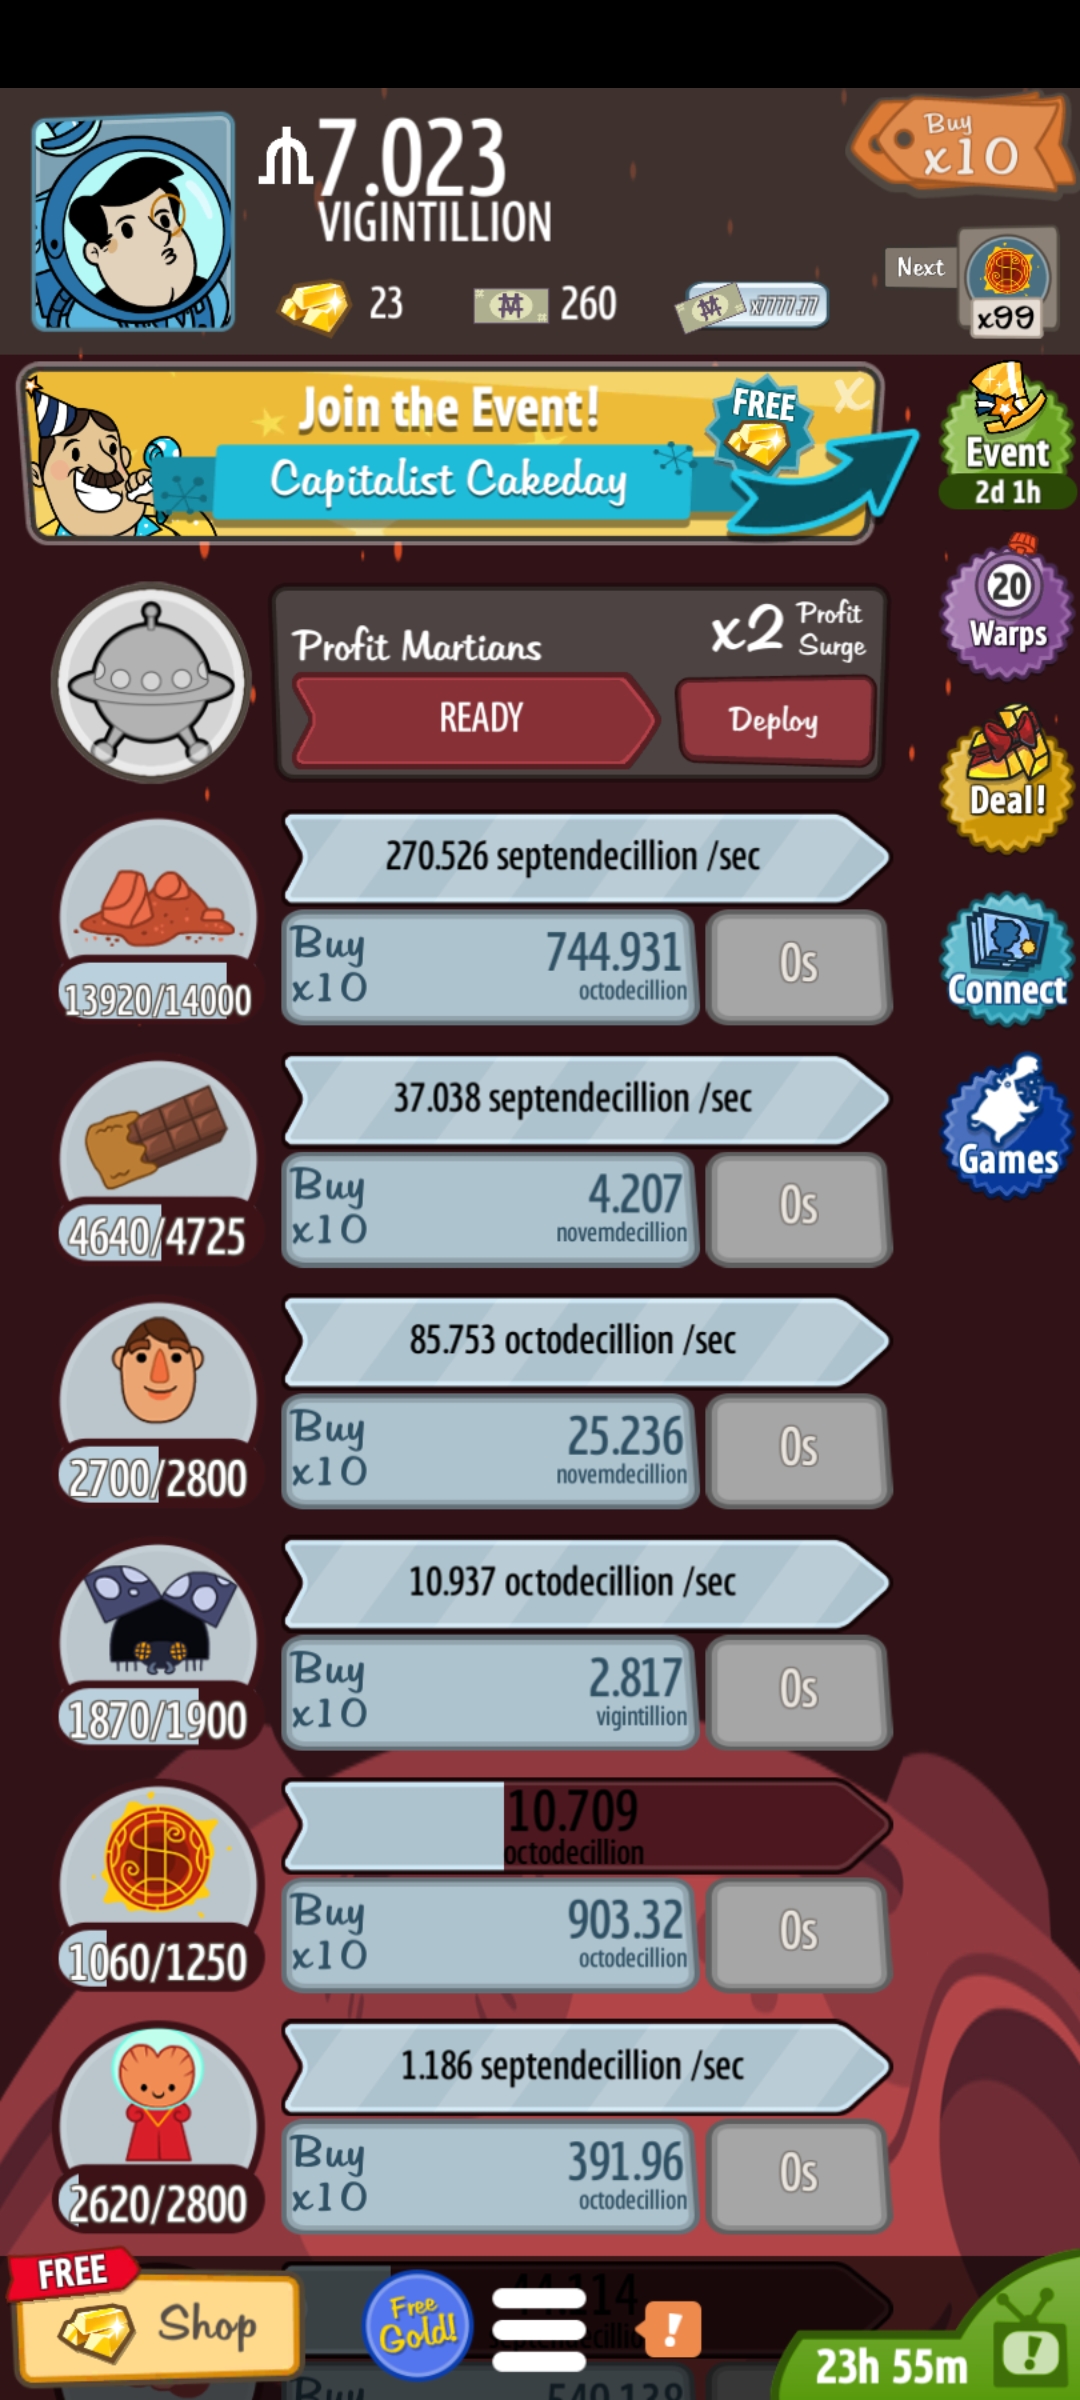 7.023
VIGINTILLION
Buy
x10
23
260
x7777.77
Next
x99
Join the Event!
Capitalist Cakeday
FREE
x
Event
2d 1h
20
Warps
Profit Martians
x2 Profit Surge
READY
Deploy
Deal!
270.526 septendecillion /sec
13920/14000
Buy x10
744.931
octodecillion
0s
Connect
37.038 septendecillion /sec
4640/4725
Buy x10
4.207
novemdecillion
0s
Games
85.753 octodecillion /sec
2700/2800
Buy x10
25.236
novemdecillion
0s
10.937 octodecillion /sec
1870/1900
Buy x10
2.817
vigintillion
0s
10.709
octodecillion
1060/1250
Buy x10
903.32
octodecillion
0s
1.186 septendecillion /sec
2620/2800
Buy x10
391.96
octodecillion
0s
FREE
Shop
Free Gold!
!
23h 55m
!
Buy